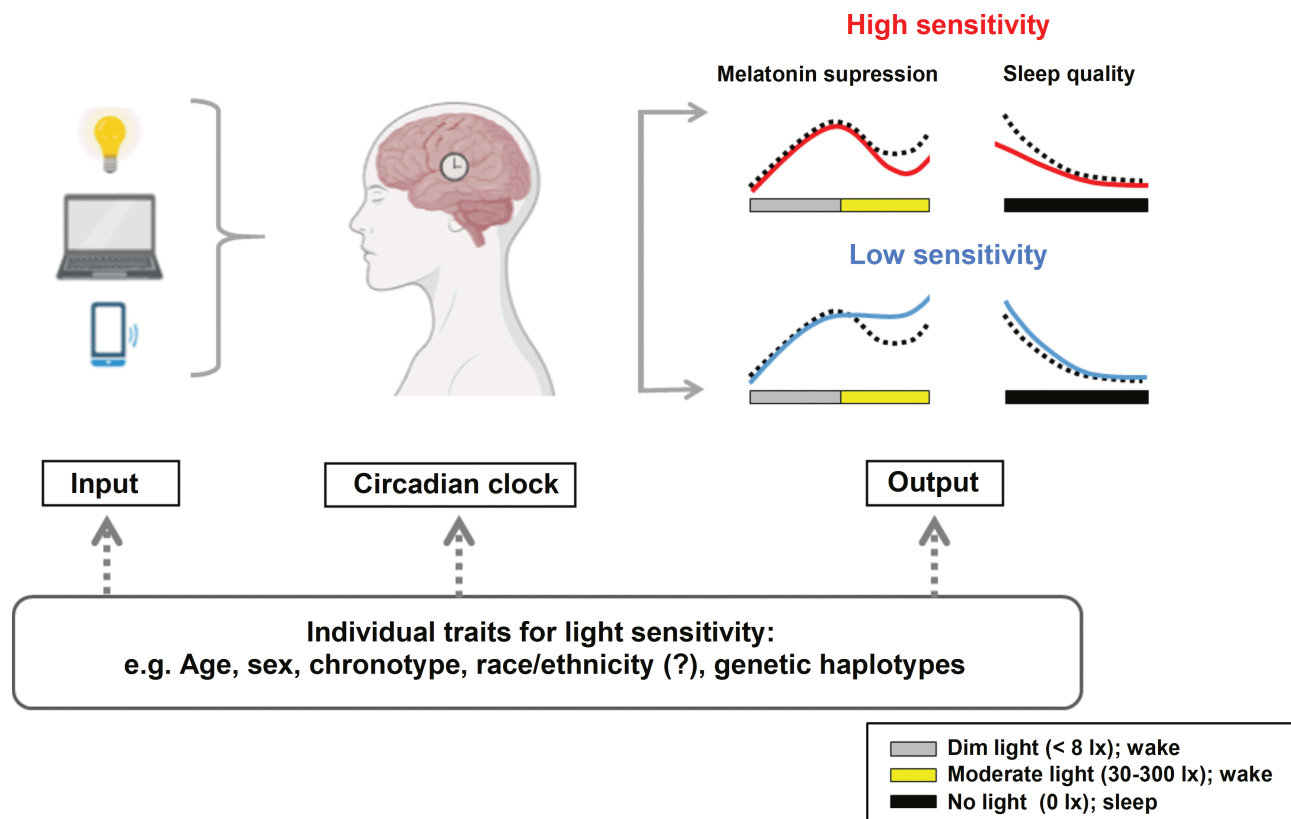 High sensitivity
Melatonin supression
Sleep quality
Low sensitivity
Input
Circadian clock
Output
Individual traits for light sensitivity:
e.g. Age, sex, chronotype, race/ethnicity (?), genetic haplotypes
Dim light (< 8 lx); wake
Moderate light (30-300 lx); wake
No light (0 lx); sleep